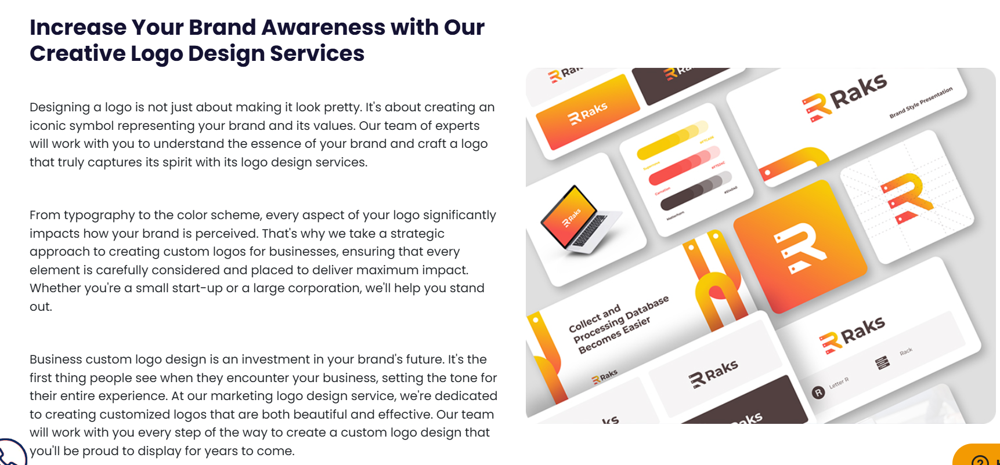 Increase Your Brand Awareness with Our
Creative Logo Design Services
Designing a logo is not just about making it look pretty. It's about creating an
iconic symbol representing your brand and its values. Our team of experts
will work with you to understand the essence of your brand and craft a logo
that truly captures its spirit with its logo design services.
From typography to the color scheme, every aspect of your logo significantly
impacts how your brand is perceived. That's why we take a strategic
approach to creating custom logos for businesses, ensuring that every
element is carefully considered and placed to deliver maximum impact.
Whether you're a small start-up or a large corporation, we'll help you stand
out.
Business custom logo design is an investment in your brand's future. It's the
first thing people see when they encounter your business, setting the tone for
their entire experience. At our marketing logo design service, we're dedicated
to creating customized logos that are both beautiful and effective. Our team
will work with you every step of the way to create a custom logo design that
you'll be proud to display for years to come.
Raks
Raks
Brand Style Presentation
Supernova
Carnation
#F7524C
Matterhorn
#514040
Raks
Collect and
Processing Database
Becomes Easier
Raks
Raks
Raks
Letter R
Rack
R
Raks